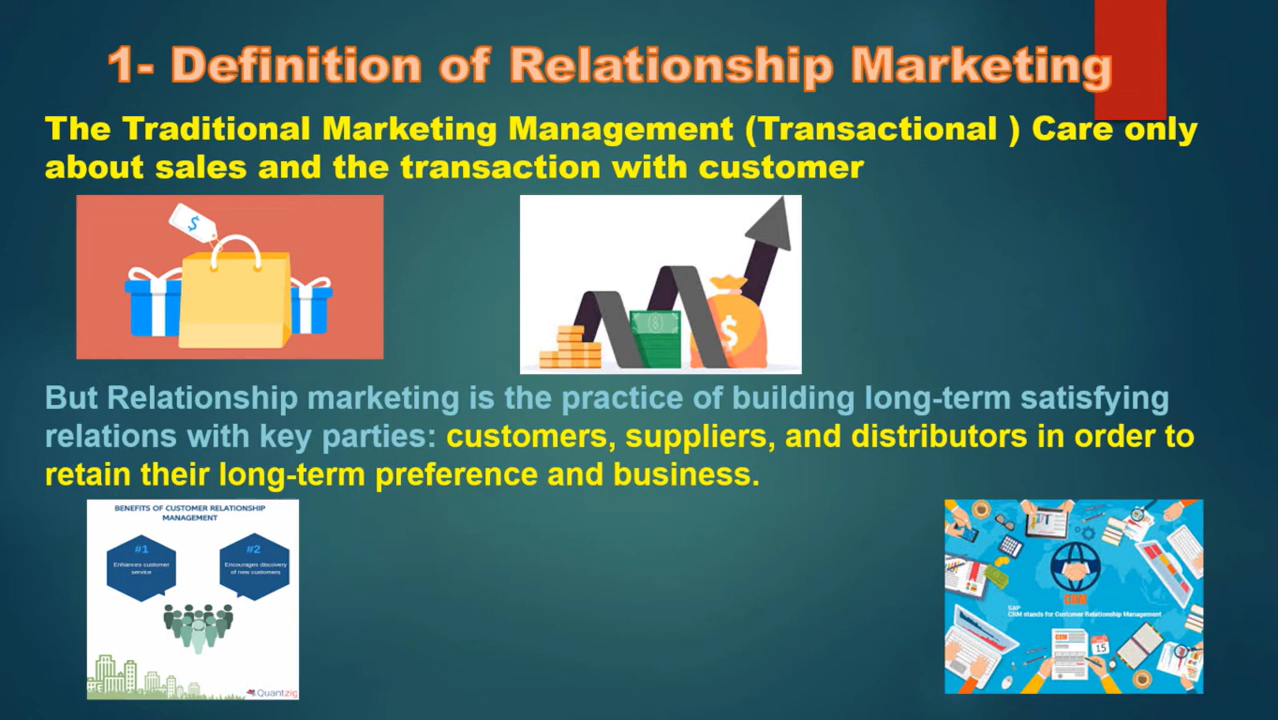 1- Definition of Relationship Marketing
The Traditional Marketing Management (Transactional ) Care only
about sales and the transaction with customer
$
$
But Relationship marketing is the practice of building long-term satisfying
relations with key parties: customers, suppliers, and distributors in order to
retain their long-term preference and business.
BENEFITS OF CUSTOMER RELATIONSHIP
MANAGEMENT
#1
Enhances customer
service
#2
Encourages discovery
of new customers
Quantzig
CRM
SAP
CRM stands for Customer Relationship Management
CRM
15